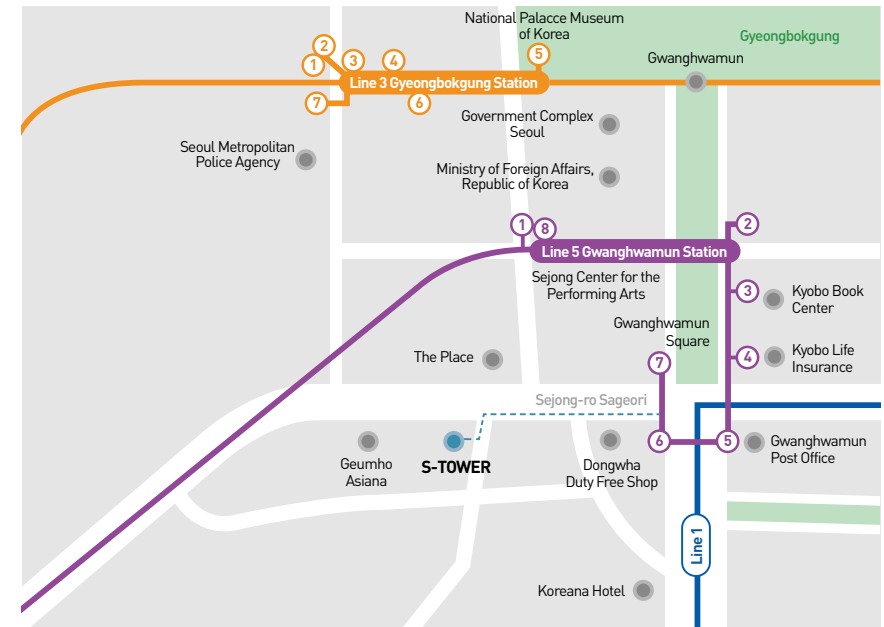 National Palacce Museum
of Korea
Gyeongbokgung
Gwanghwamun
2
1
3
4
5
Line 3 Gyeongbokgung Station
7
6
Government Complex
Seoul
Seoul Metropolitan
Police Agency
Ministry of Foreign Affairs,
Republic of Korea
1
8
2
Line 5 Gwanghwamun Station
Sejong Center for the
Performing Arts
3
Kyobo Book
Center
Gwanghwamun
Square
The Place
7
4
Kyobo Life
Insurance
Sejong-ro Sageori
6
5
Gwanghwamun
Post Office
Geumho
Asiana
S-TOWER
Dongwha
Duty Free Shop
Line 1
Koreana Hotel